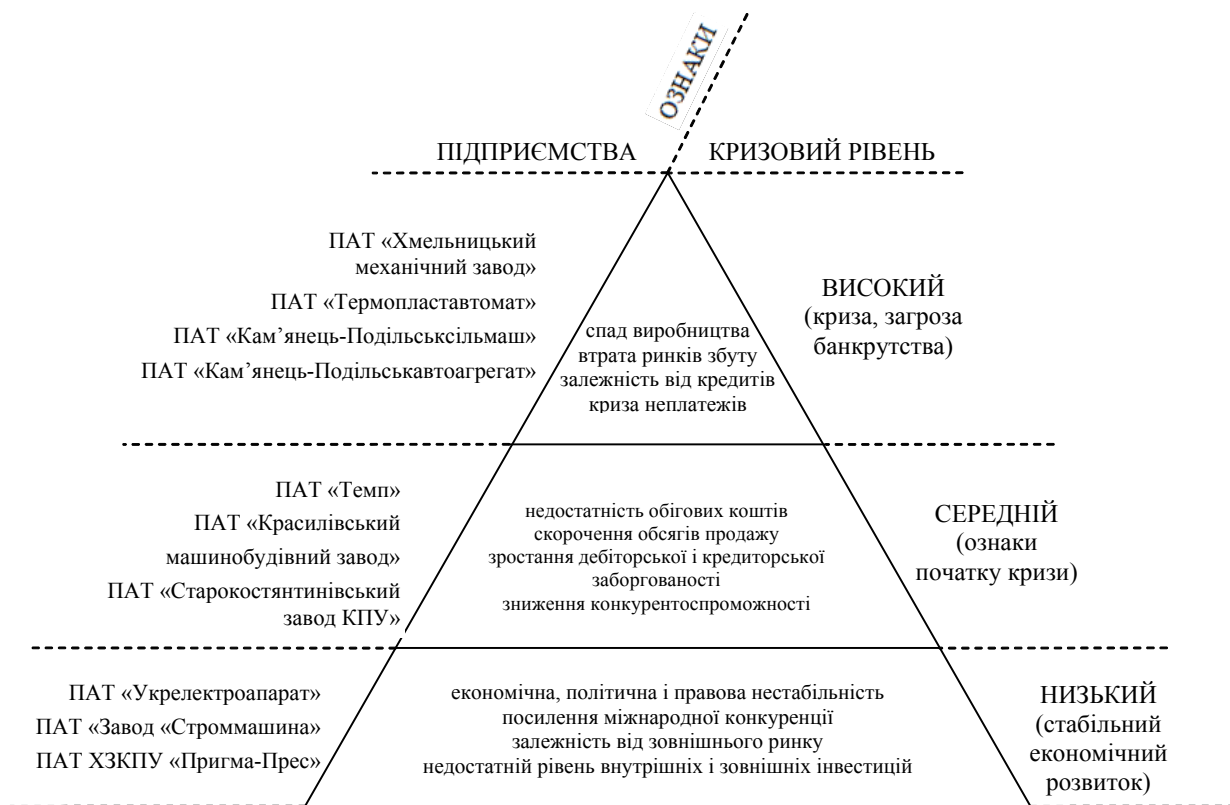 ОЗНАКИ
ПІДПРИЄМСТВА
КРИЗОВИЙ РІВЕНЬ
ПАТ «Хмельницький
механічний завод»
ПАТ «Термопластавтомат»
ПАТ «Кам’янець-Подільськсільмаш»
ПАТ «Кам’янець-Подільськавтоагрегат»
спад виробництва
втрата ринків збуту
залежність від кредитів
криза неплатежів
ВИСОКИЙ
(криза, загроза
банкрутства)
ПАТ «Темп»
ПАТ «Красилівський
машинобудівний завод»
ПАТ «Старокостянтинівський
завод КПУ»
недостатність обігових коштів
скорочення обсягів продажу
зростання дебіторської і кредиторської
заборгованості
зниження конкурентоспроможності
СЕРЕДНІЙ
(ознаки
початку кризи)
ПАТ «Укрелектроапарат»
ПАТ «Завод «Строммашина»
ПАТ ХЗКПУ «Пригма-Прес»
економічна, політична і правова нестабільність
посилення міжнародної конкуренції
залежність від зовнішнього ринку
недостатній рівень внутрішніх і зовнішніх інвестицій
НИЗЬКИЙ
(стабільний
економічний
розвиток)